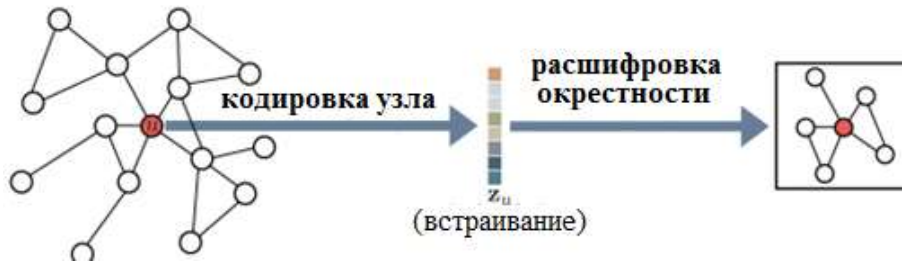 u
кодировка узла
z_u
(встраивание)
расшифровка
окрестности